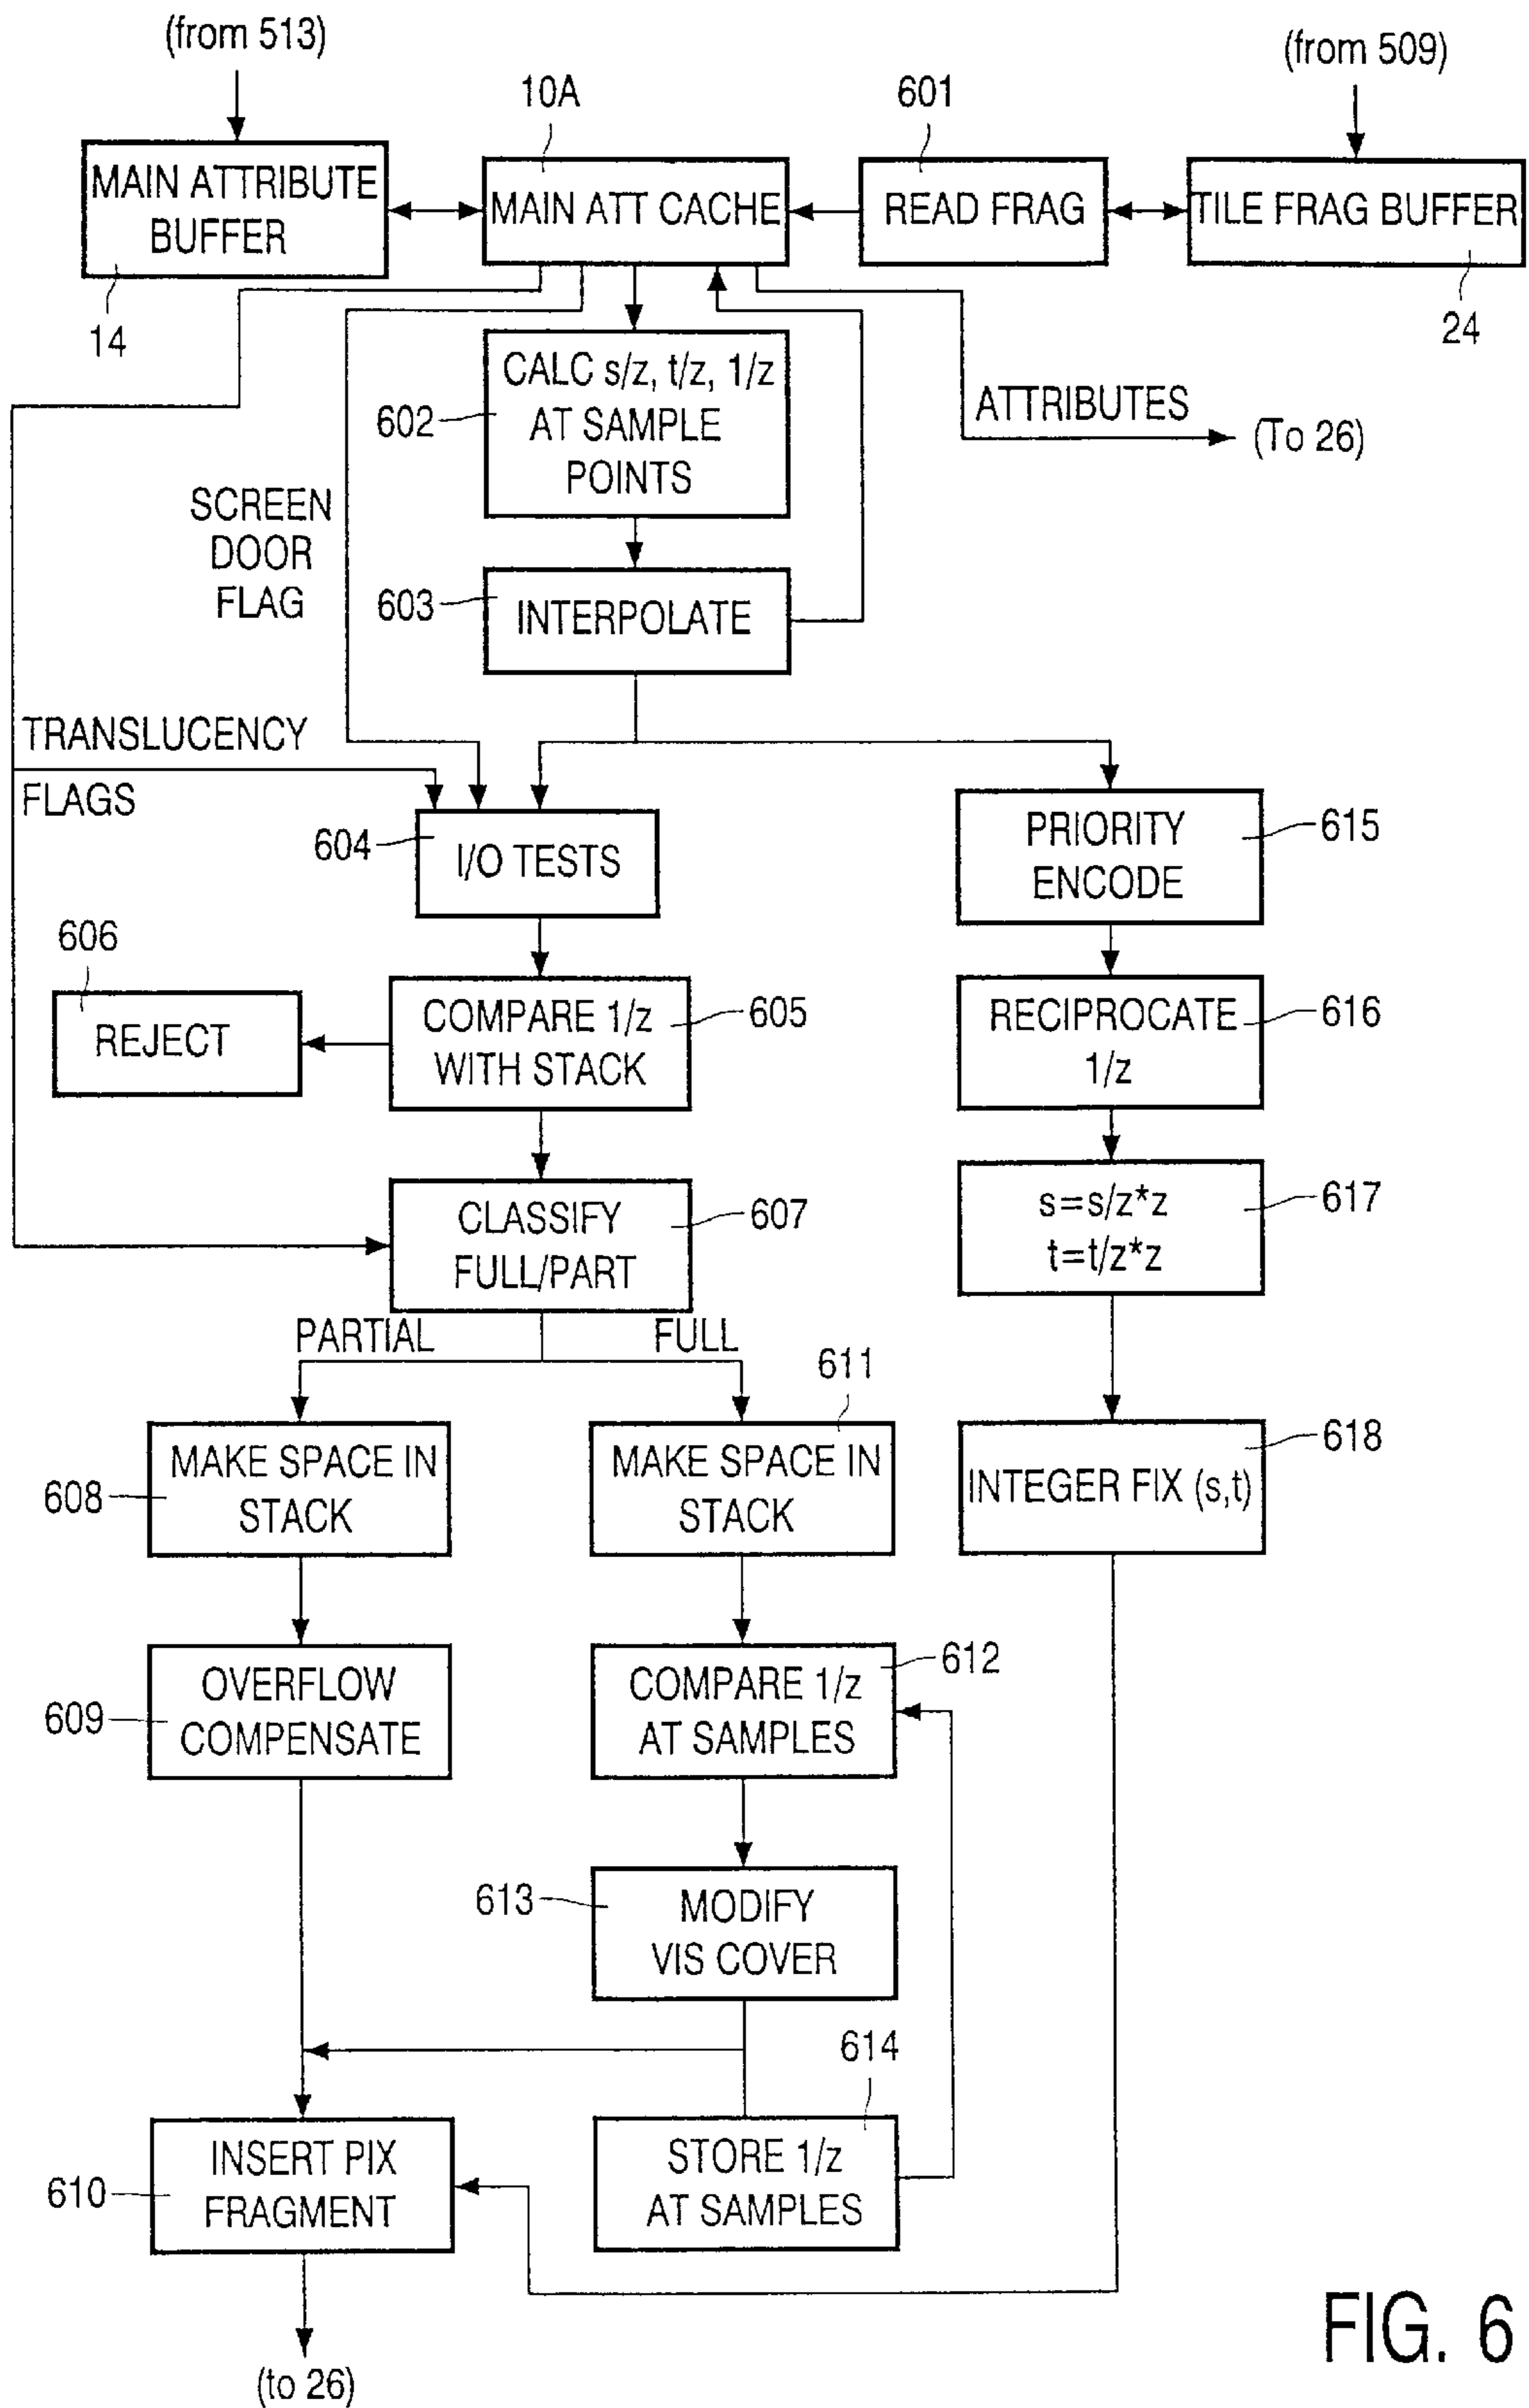 (from 513)
(from 509)
10A
601
MAIN ATTRIBUTE
BUFFER
MAIN ATT CACHE
READ FRAG
TILE FRAG BUFFER
14
24
CALC s/z, t/z, 1/z
AT SAMPLE
POINTS
602
ATTRIBUTES
(To 26)
SCREEN
DOOR
FLAG
603
INTERPOLATE
TRANSLUCENCY
FLAGS
604
I/O TESTS
PRIORITY
ENCODE
615
606
REJECT
COMPARE 1/z
WITH STACK
605
RECIPROCATE
1/z
616
CLASSIFY
FULL/PART
607
s=s/z*z
t=t/z*z
617
PARTIAL
FULL
611
608
MAKE SPACE IN
STACK
MAKE SPACE IN
STACK
INTEGER FIX (s,t)
618
609
OVERFLOW
COMPENSATE
COMPARE 1/z
AT SAMPLES
612
613
MODIFY
VIS COVER
614
610
INSERT PIX
FRAGMENT
STORE 1/z
AT SAMPLES
(to 26)
FIG. 6